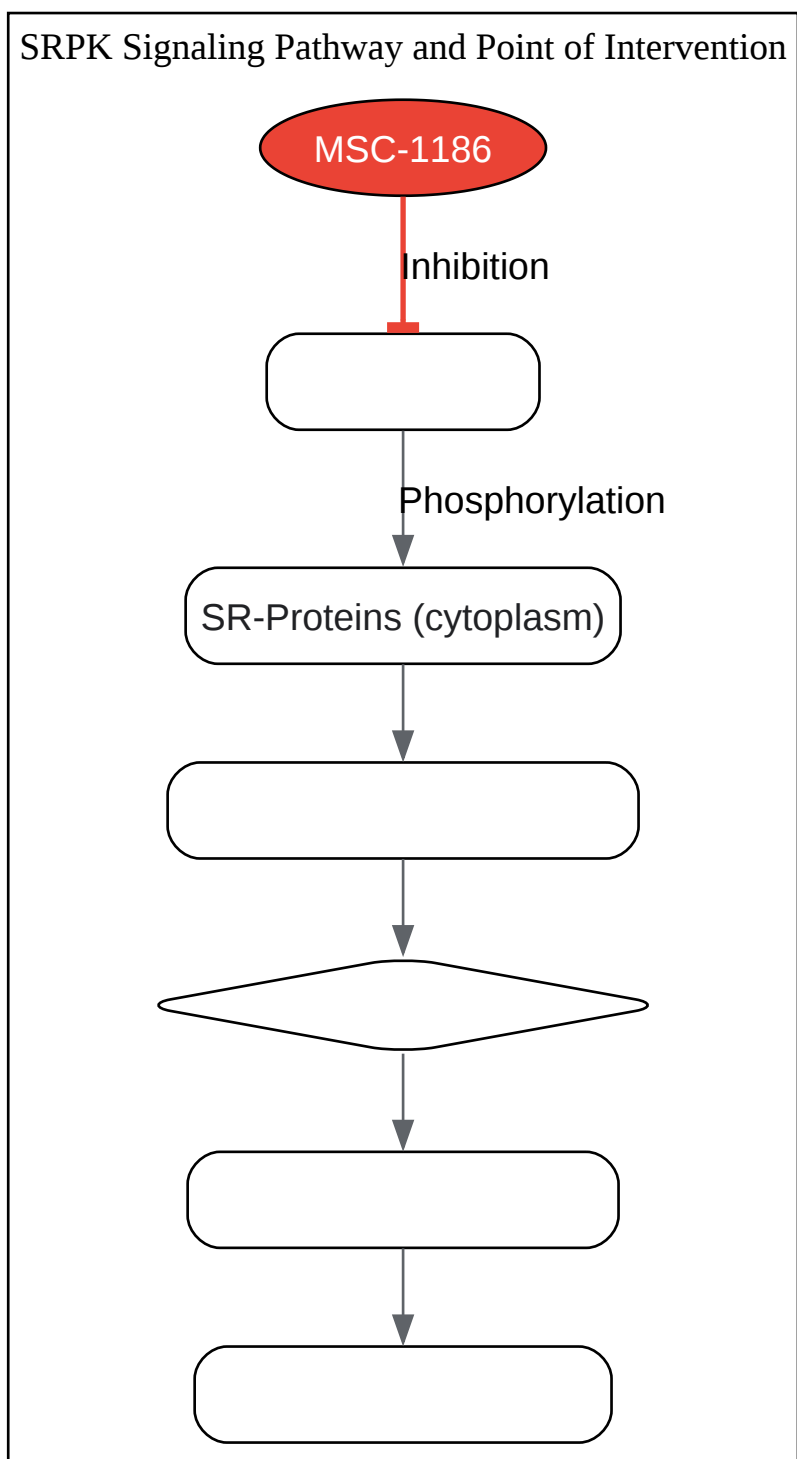 SRPK Signaling Pathway and Point of Intervention
MSC-1186
Inhibition
Phosphorylation
SR-Proteins (cytoplasm)